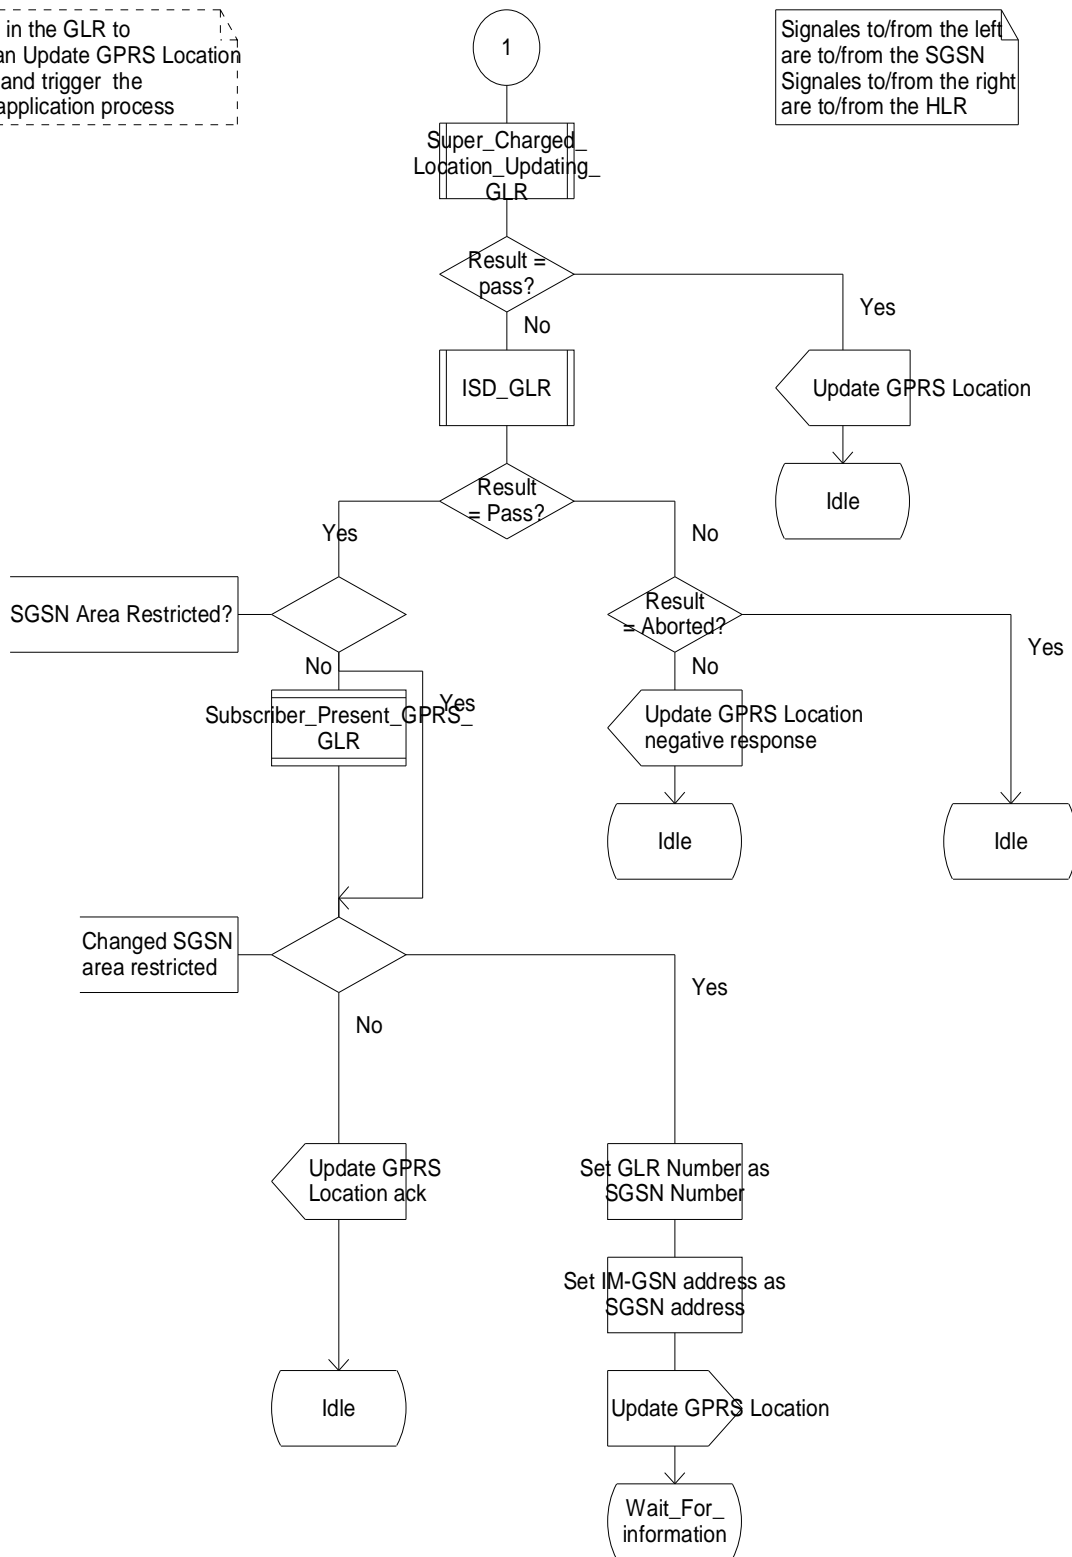 in the GLR to
an Update GPRS Location
and trigger the
application process
1
Signales to/from the left
are to/from the SGSN
Signales to/from the right
are to/from the HLR
Super_Charged_
Location_Updating_
GLR
Result =
pass?
Yes
No
ISD_GLR
Update GPRS Location
Result
= Pass?
Idle
Yes
No
SGSN Area Restricted?
Result
= Aborted?
Yes
No
No
Yes
Subscriber_Present_GPRS_
GLR
Update GPRS Location
negative response
Idle
Idle
Changed SGSN
area restricted
Yes
No
Update GPRS
Location ack
Set GLR Number as
SGSN Number
Set IM-GSN address as
SGSN address
Idle
Update GPRS Location
Wait_For_
information